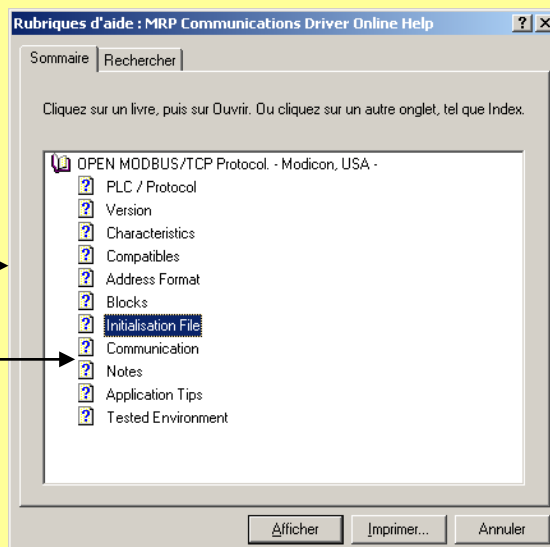 Rubriques d'aide : MRP Communications Driver Online Help
Sommaire Rechercher
Cliquez sur un livre, puis sur Ouvrir. Ou cliquez sur un autre onglet, tel que Index.
OPEN MODBUS/TCP Protocol. - Modicon, USA -
PLC / Protocol
Version
Characteristics
Compatibles
Address Format
Blocks
Initialisation File
Communication
Notes
Application Tips
Tested Environment
Afficher Imprimer... Annuler